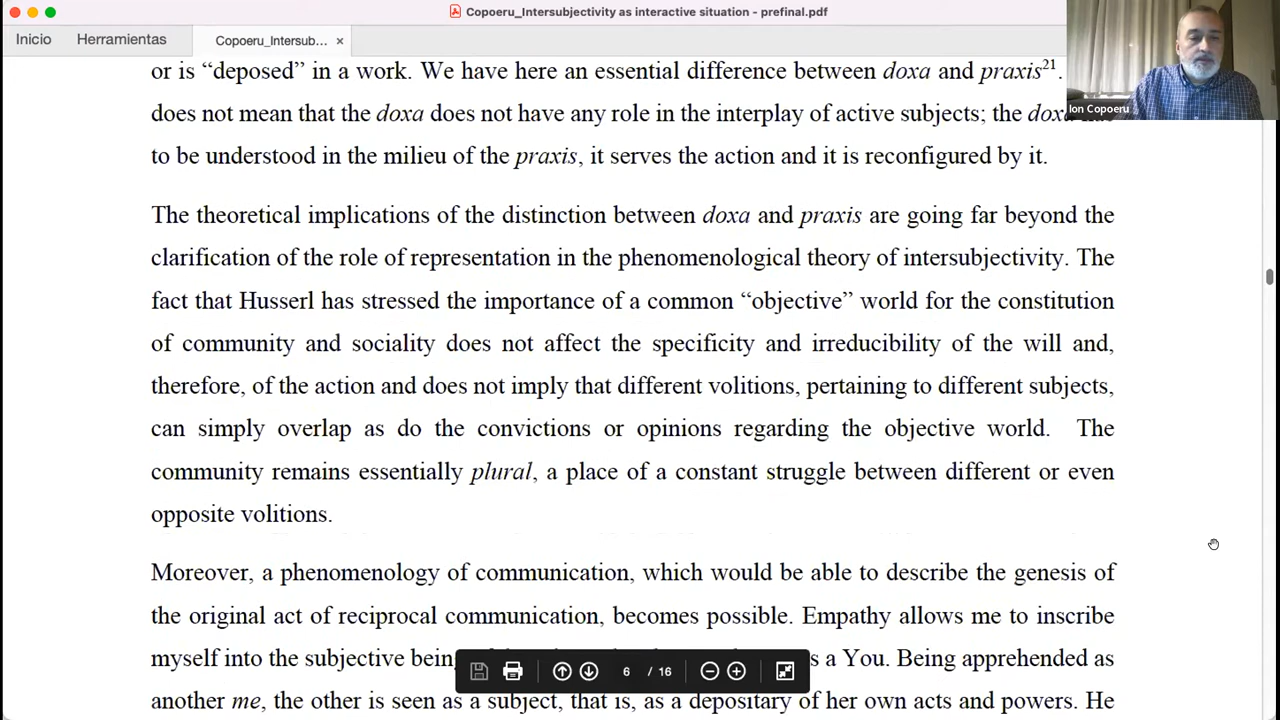 Copoeru_Intersubjectivity as interactive situation - prefinal.pdf
Inicio Herramientas Copoeru_Intersub... ×
Ion Copoeru
or is “deposed” in a work. We have here an essential difference between doxa and praxis21.
does not mean that the doxa does not have any role in the interplay of active subjects; the
to be understood in the milieu of the praxis, it serves the action and it is reconfigured by it.
The theoretical implications of the distinction between doxa and praxis are going far beyond the
clarification of the role of representation in the phenomenological theory of intersubjectivity. The
fact that Husserl has stressed the importance of a common “objective” world for the constitution
of community and sociality does not affect the specificity and irreducibility of the will and,
therefore, of the action and does not imply that different volitions, pertaining to different subjects,
can simply overlap as do the convictions or opinions regarding the objective world. The
community remains essentially plural, a place of a constant struggle between different or even
opposite volitions.
Moreover, a phenomenology of communication, which would be able to describe the genesis of
the original act of reciprocal communication, becomes possible. Empathy allows me to inscribe
myself into the subjective being a You. Being apprehended as
another me, the other is seen as a subject, that is, as a depositary of her own acts and powers. He
6 / 16